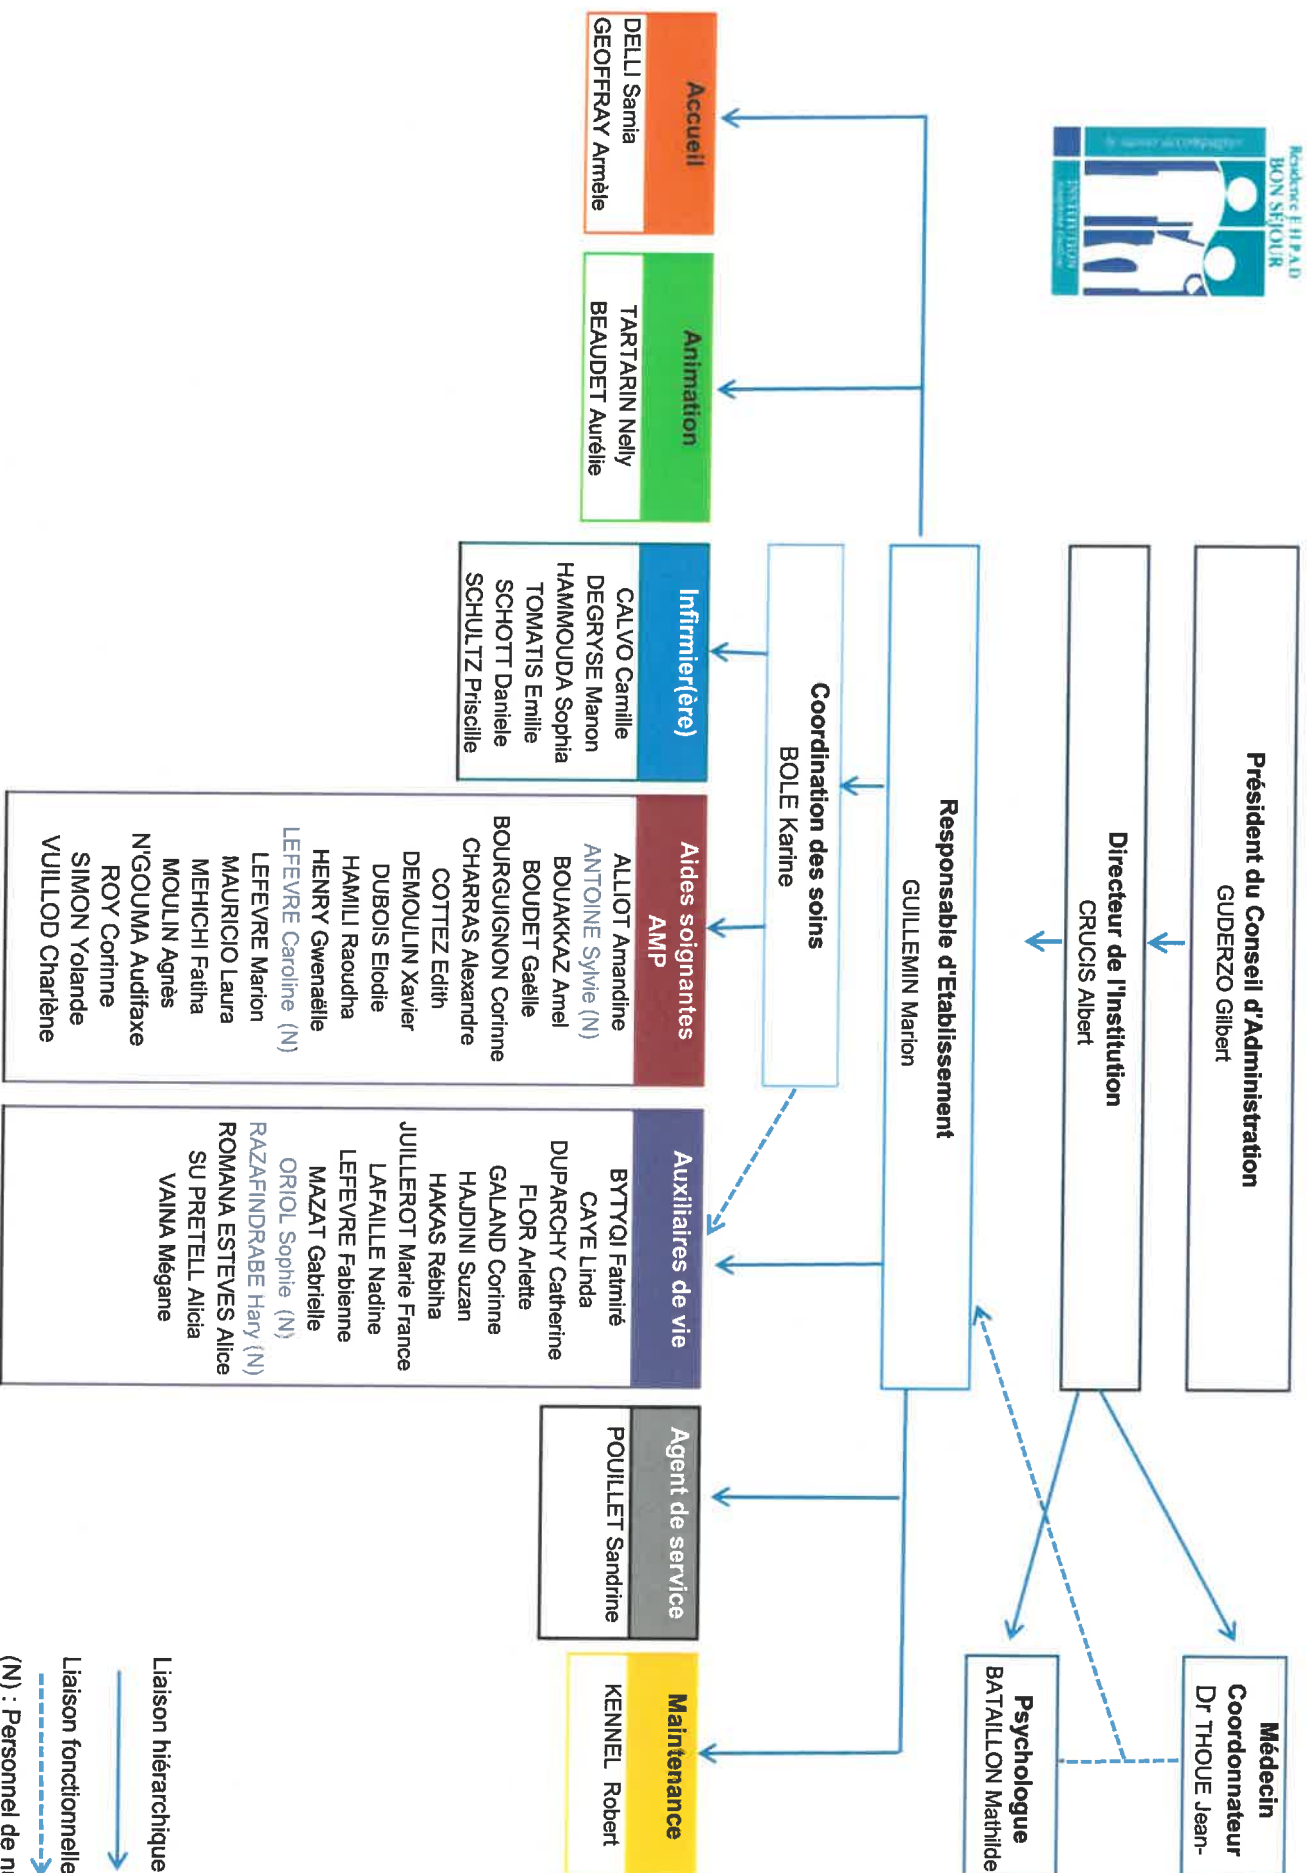 Résidence E.H.P.A.D
BON SÉJOUR
INSTITUTION
Président du Conseil d'Administration
GUDERZO Gilbert
Directeur de l'Institution
CRUCIS Albert
Médecin
Coordonnateur
Dr THOUE Jean-
Psychologue
BATAILLON Mathilde
Responsable d'Etablissement
GUILLEMIN Marion
Coordination des soins
BOLE Karine
Accueil
DELLI Samia
GEOFFRAY Armèle
Animation
TARTARIN Nelly
BEAUDET Aurélie
Infirmier(ère)
CALVO Camille
DEGRYSE Manon
HAMMOUDA Sophia
TOMATIS Emilie
SCHOTT Daniele
SCHULTZ Priscille
Aides soignantes
AMP
ALLIOT Amandine
ANTOINE Sylvie (N)
BOUAKKAZ Amel
BOUDET Gaëlle
BOURGUIGNON Corinne
CHARRAS Alexandre
COTTEZ Edith
DEMOULIN Xavier
DUBOIS Elodie
HAMILI Raoudha
HENRY Gwenaëlle
LEFEVRE Caroline (N)
LEFEVRE Marion
MAURICIO Laura
MEHICHI Fatiha
MOULIN Agrès
N'GOUMA Audifaxe
ROY Corinne
SIMON Yolande
VUILLOD Charlène
Auxiliaires de vie
BYTYQI Fatmiré
CAYE Linda
DUPARCHY Catherine
FLOR Arlette
GALAND Corinne
HAJDINI Suzan
HAKAS Rébiha
JUILLEROT Marie France
LAFAILLE Nadine
LEFEVRE Fabienne
MAZAT Gabrielle
ORIOL Sophie (N)
RAZAFINDRABE Hary (N)
ROMANA ESTEVES Alice
SU PRETELL Alicia
VAINA Mégane
Agent de service
POUILLET Sandrine
Maintenance
KENNEL Robert
Liaison hiérarchique
Liaison fonctionnelle
(N) : Personnel de